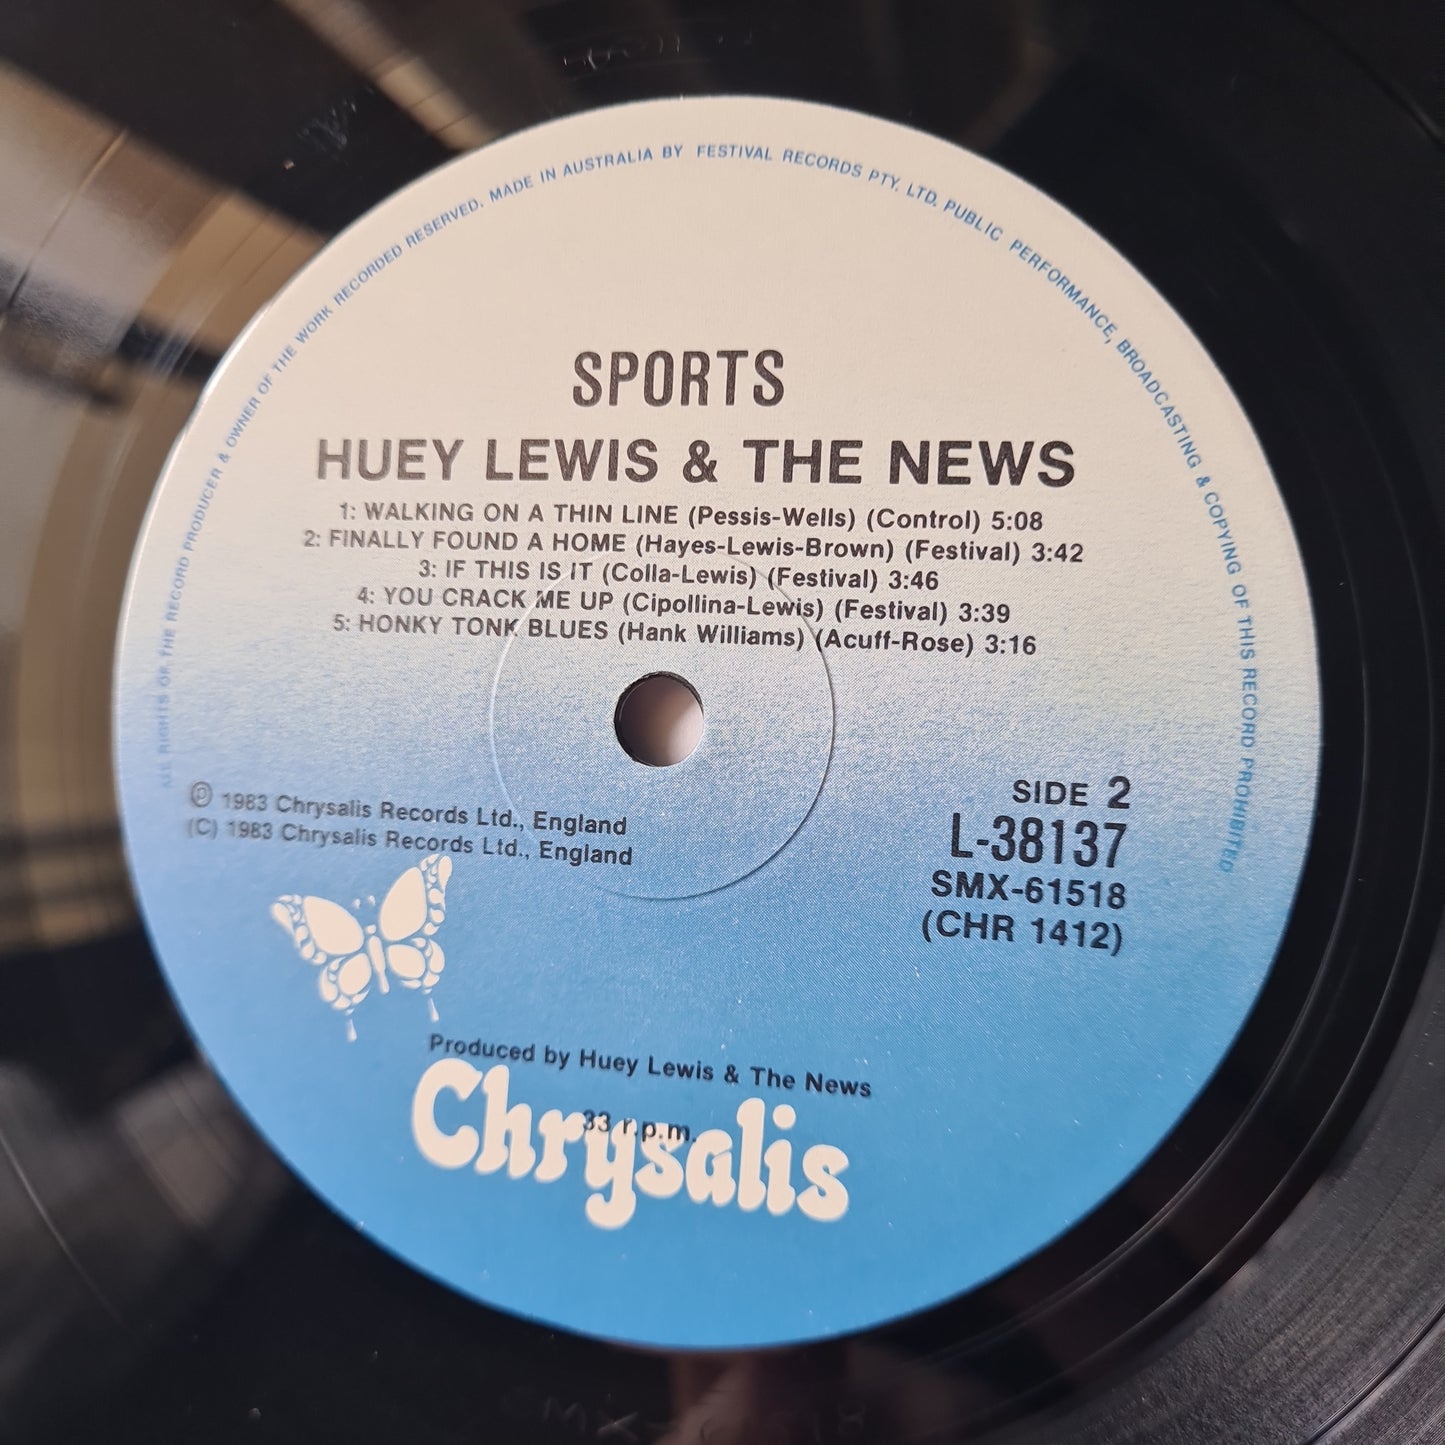 ALL RIGHTS OF THE RECORD PRODUCER & OWNER OF THE WORK RECORDED RESERVED. MADE IN AUSTRALIA BY FESTIVAL RECORDS PTY. LTD. PUBLIC PERFORMANCE, BROADCASTING & COPYING OF THIS RECORD PROHIBITED
SPORTS
HUEY LEWIS & THE NEWS
1: WALKING ON A THIN LINE (Pessis-Wells) (Control) 5:08
2: FINALLY FOUND A HOME (Hayes-Lewis-Brown) (Festival) 3:42
3: IF THIS IS IT (Colla-Lewis) (Festival) 3:46
4: YOU CRACK ME UP (Cipollina-Lewis) (Festival) 3:39
5: HONKY TONK BLUES (Hank Williams) (Acuff-Rose) 3:16
SIDE 2
L-38137
SMX-61518
(CHR 1412)
℗ 1983 Chrysalis Records Ltd., England
(C) 1983 Chrysalis Records Ltd., England
Produced by Huey Lewis & The News
33 r.p.m.
Chrysalis